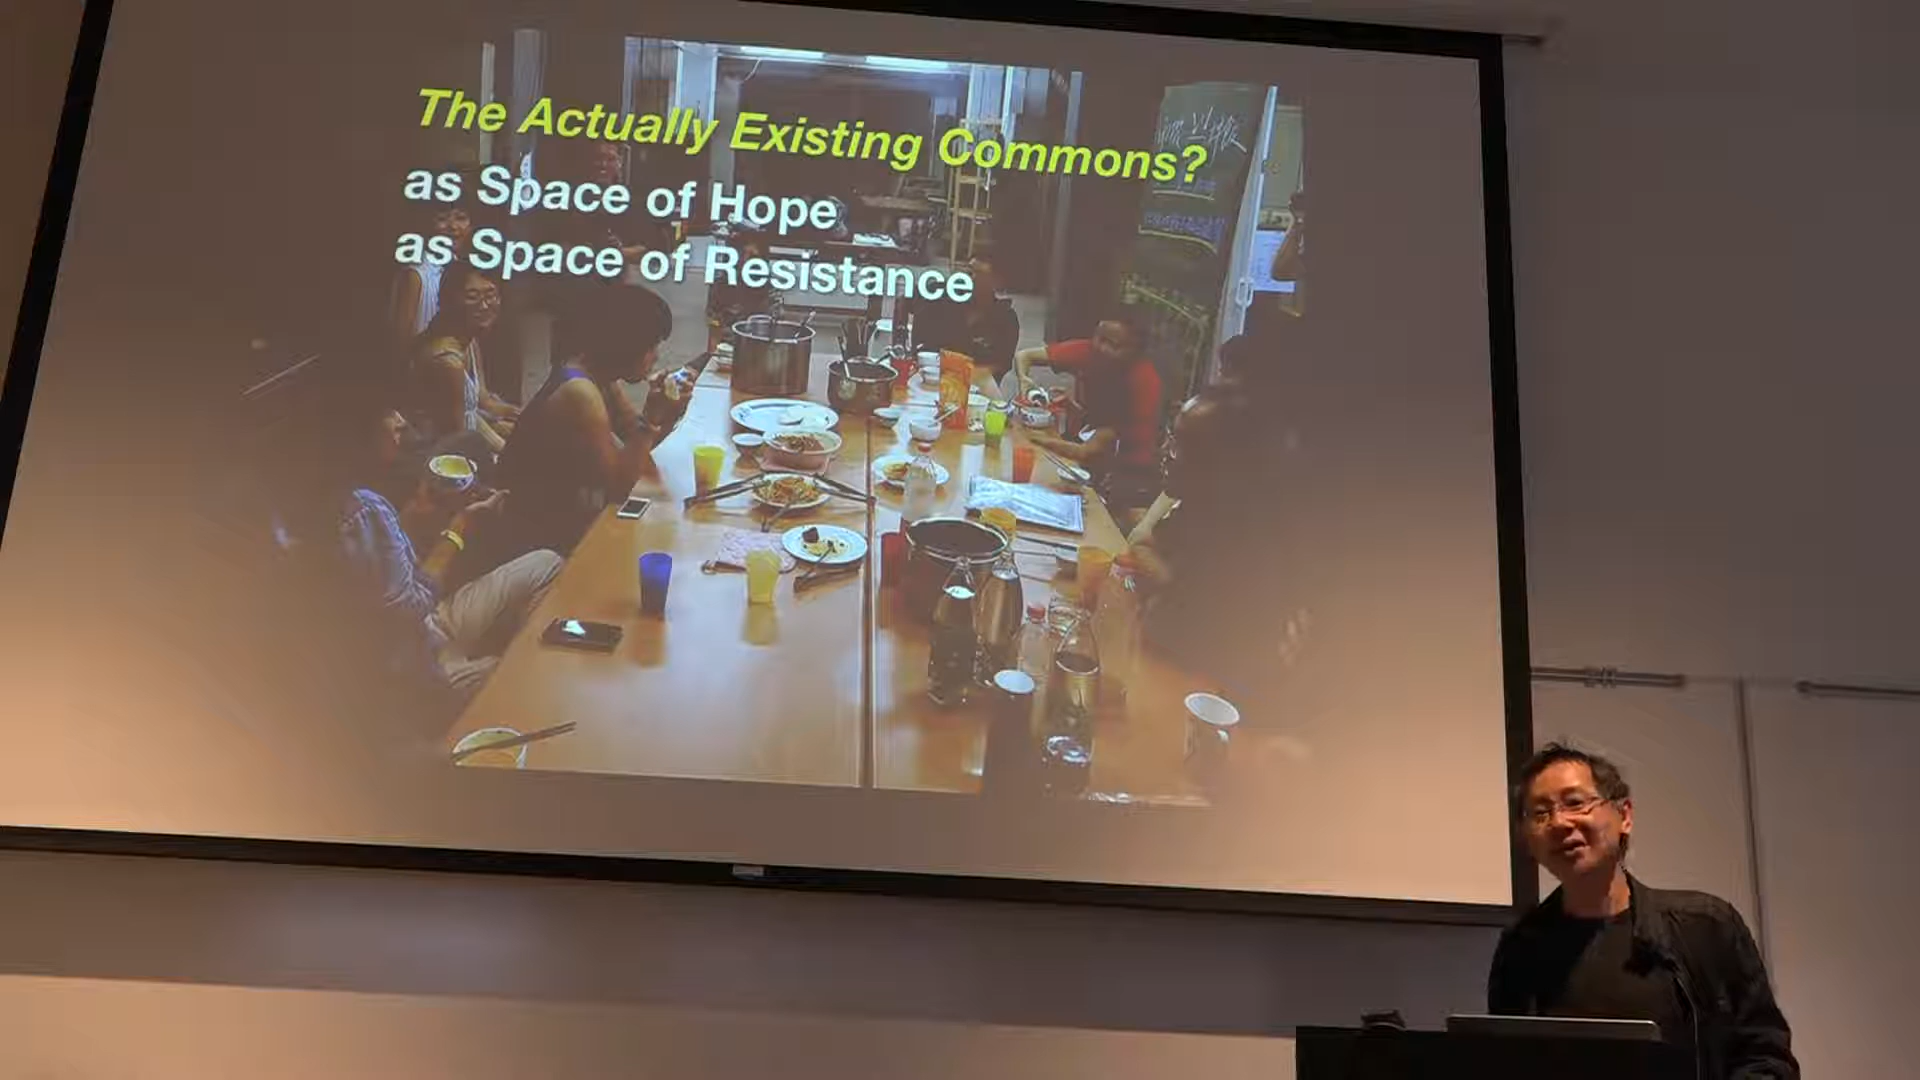 The Actually Existing Commons?
as Space of Hope
as Space of Resistance